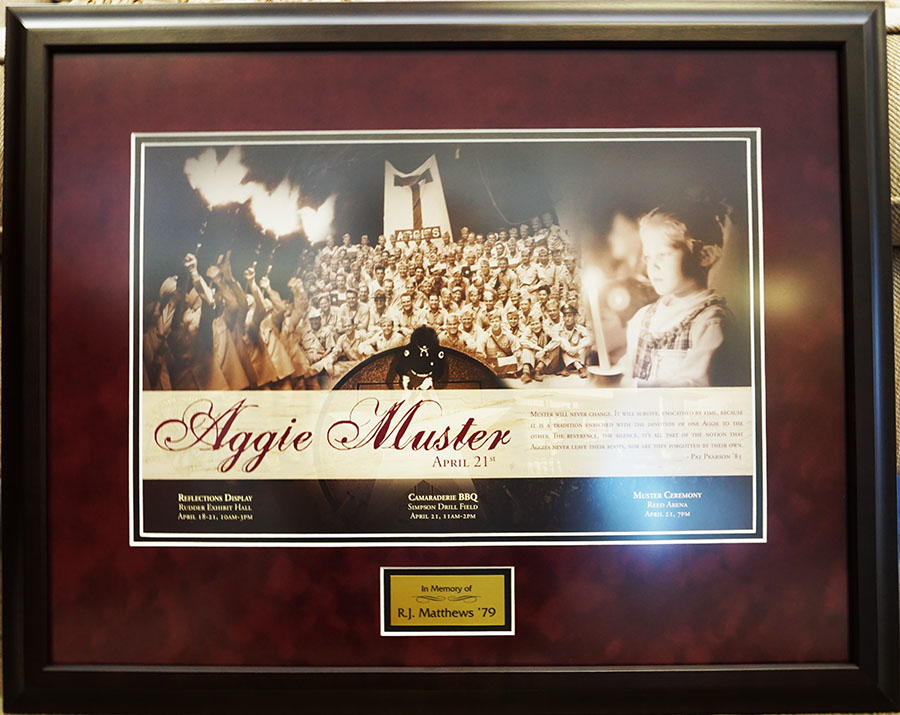 T
AGGIES
Aggie Muster
April 21st
Muster will never change. It will survive, unscathed by time, because
it is a tradition enriched with the devotion of one Aggie to the
other. The reverence, the silence, it's all part of the notion that
Aggies never leave their roots, nor are they forgotten by their own.
- Pat Pearson '83
Reflections Display
Rudder Exhibit Hall
April 18-21, 10am-3pm
Camaraderie BBQ
Simpson Drill Field
April 21, 11am-2pm
Muster Ceremony
Reed Arena
April 21, 7pm
In Memory of
R.J. Matthews '79